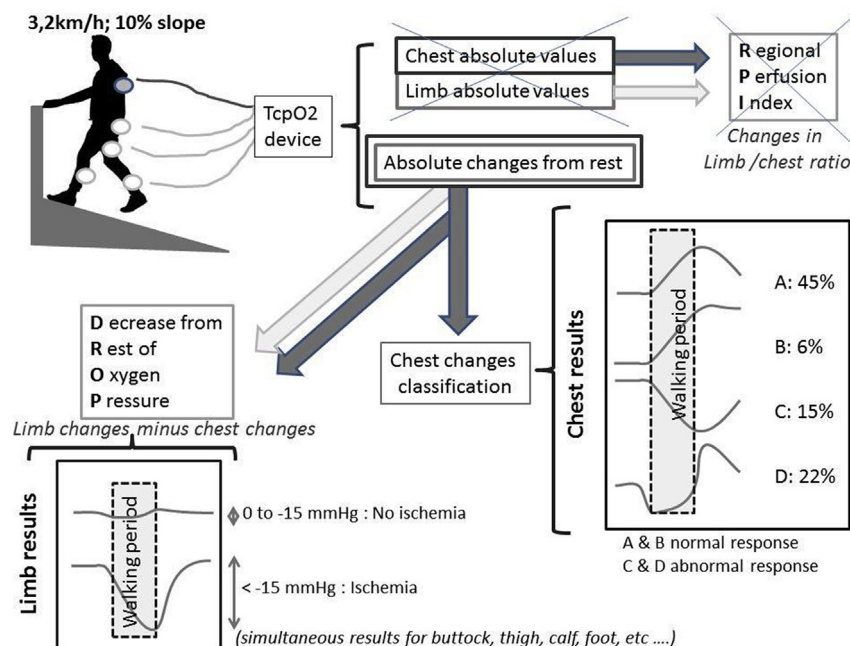 3,2km/h; 10% slope
TcpO2
device
Chest absolute values
Limb absolute values
Absolute changes from rest
R egional
P erfusion
I ndex
Changes in
Limb /chest ratio
D ecrease from
R est of
O xygen
P ressure
Limb changes minus chest changes
Chest changes
classification
Chest results
Walking period
A: 45%
B: 6%
C: 15%
D: 22%
A & B normal response
C & D abnormal response
Limb results
Walking period
0 to -15 mmHg : No ischemia
< -15 mmHg : Ischemia
(simultaneous results for buttock, thigh, calf, foot, etc ....)